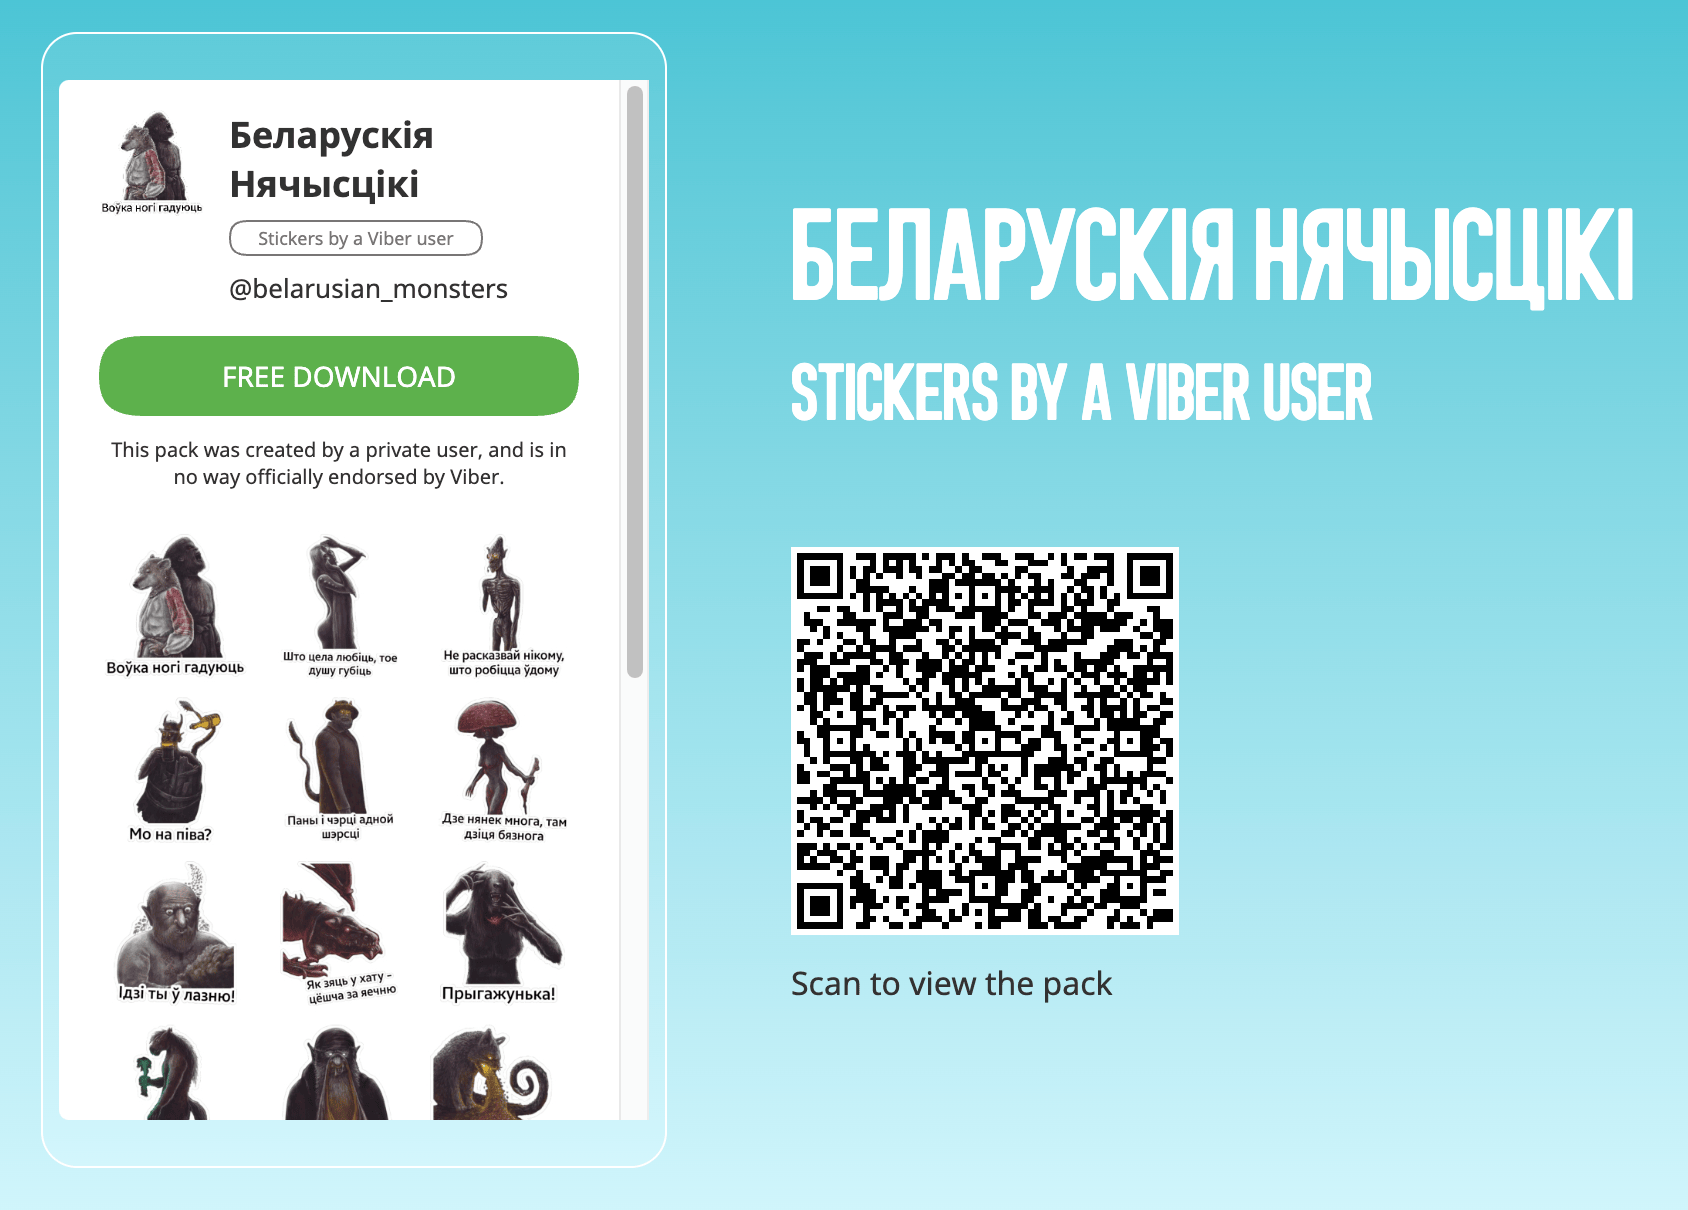 Беларускія
Нячысцікі
Stickers by a Viber user
@belarusian_monsters
FREE DOWNLOAD
This pack was created by a private user, and is in
no way officially endorsed by Viber.
Воўка ногі гадуюць
Воўка ногі гадуюць
Што цела любіць, тое
душу губіць
Не расказвай нікому,
што робіцца ўдому
Мо на піва?
Паны і чэрці адной
шэрсці
Дзе нянек многа, там
дзіця бязнога
Ідзі ты ў лазню!
Як зяць у хату –
цёшча за яечню
Прыгажунька!
БЕЛАРУСКІЯ НЯЧЫСЦІКІ
STICKERS BY A VIBER USER
Scan to view the pack